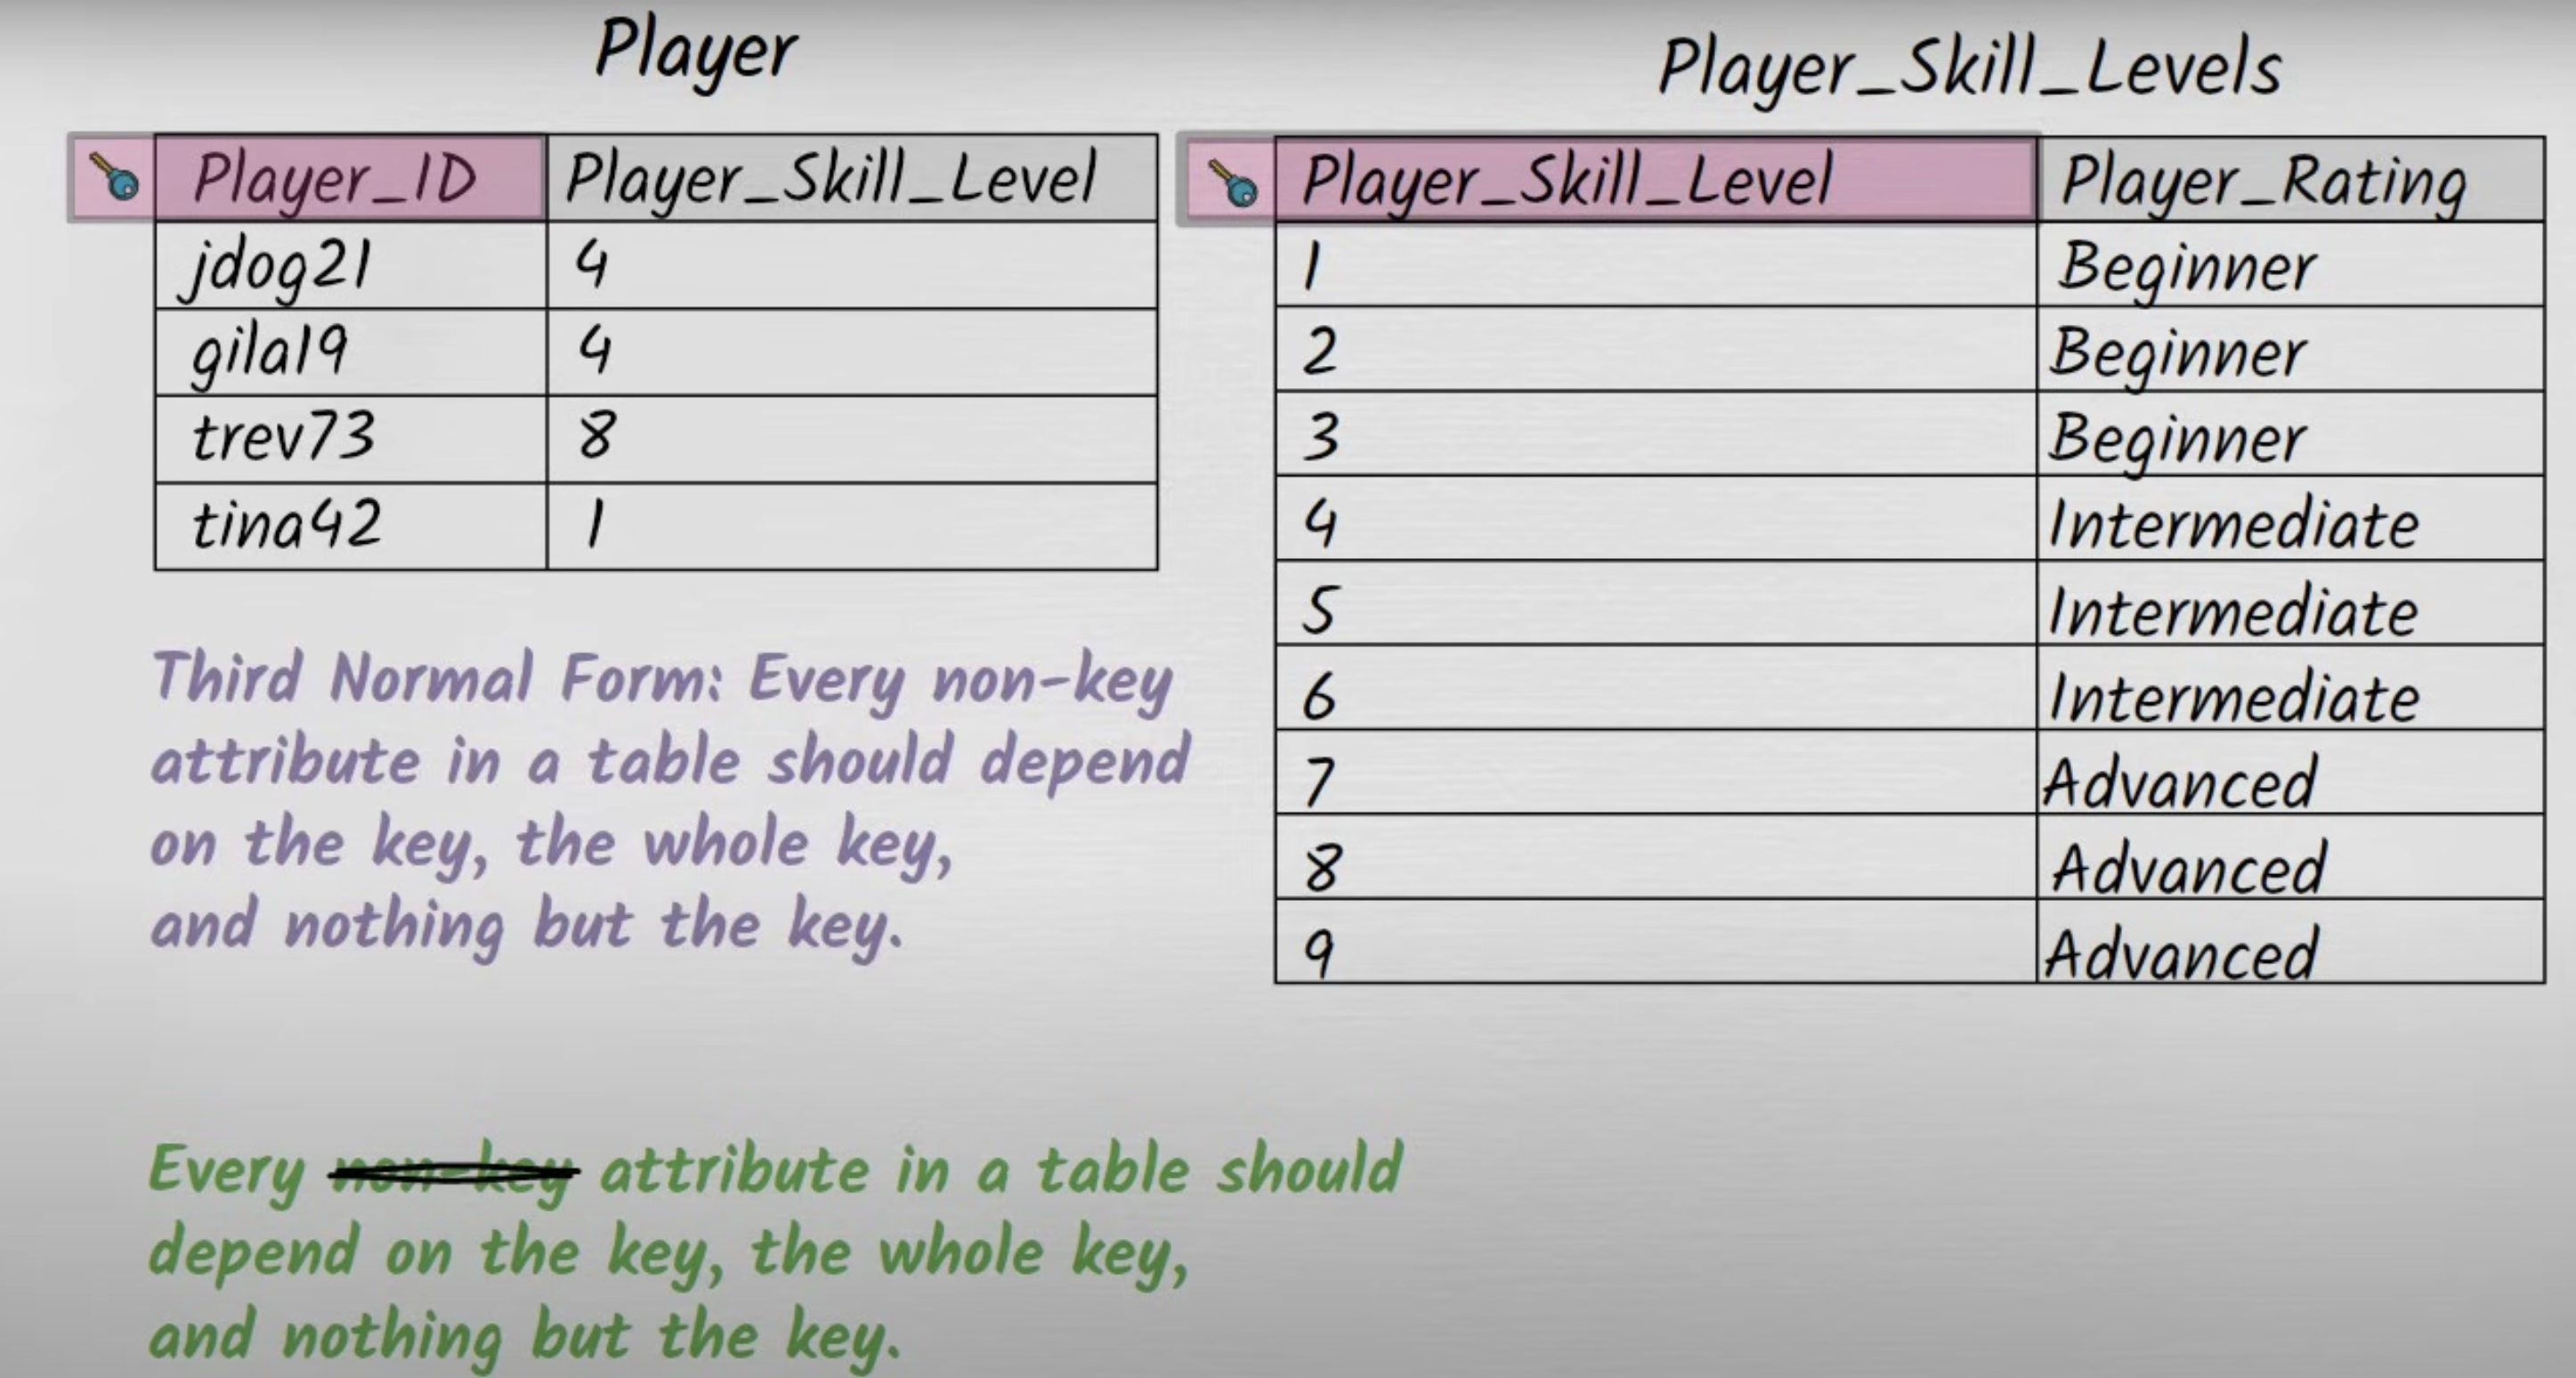 Player
Player_ID Player_Skill_Level
jdog21 4
gila19 4
trev73 8
tina42 1
Third Normal Form: Every non-key
attribute in a table should depend
on the key, the whole key,
and nothing but the key.
Player_Skill_Levels
Player_Skill_Level Player_Rating
1 Beginner
2 Beginner
3 Beginner
4 Intermediate
5 Intermediate
6 Intermediate
7 Advanced
8 Advanced
9 Advanced
Every non-key attribute in a table should
depend on the key, the whole key,
and nothing but the key.